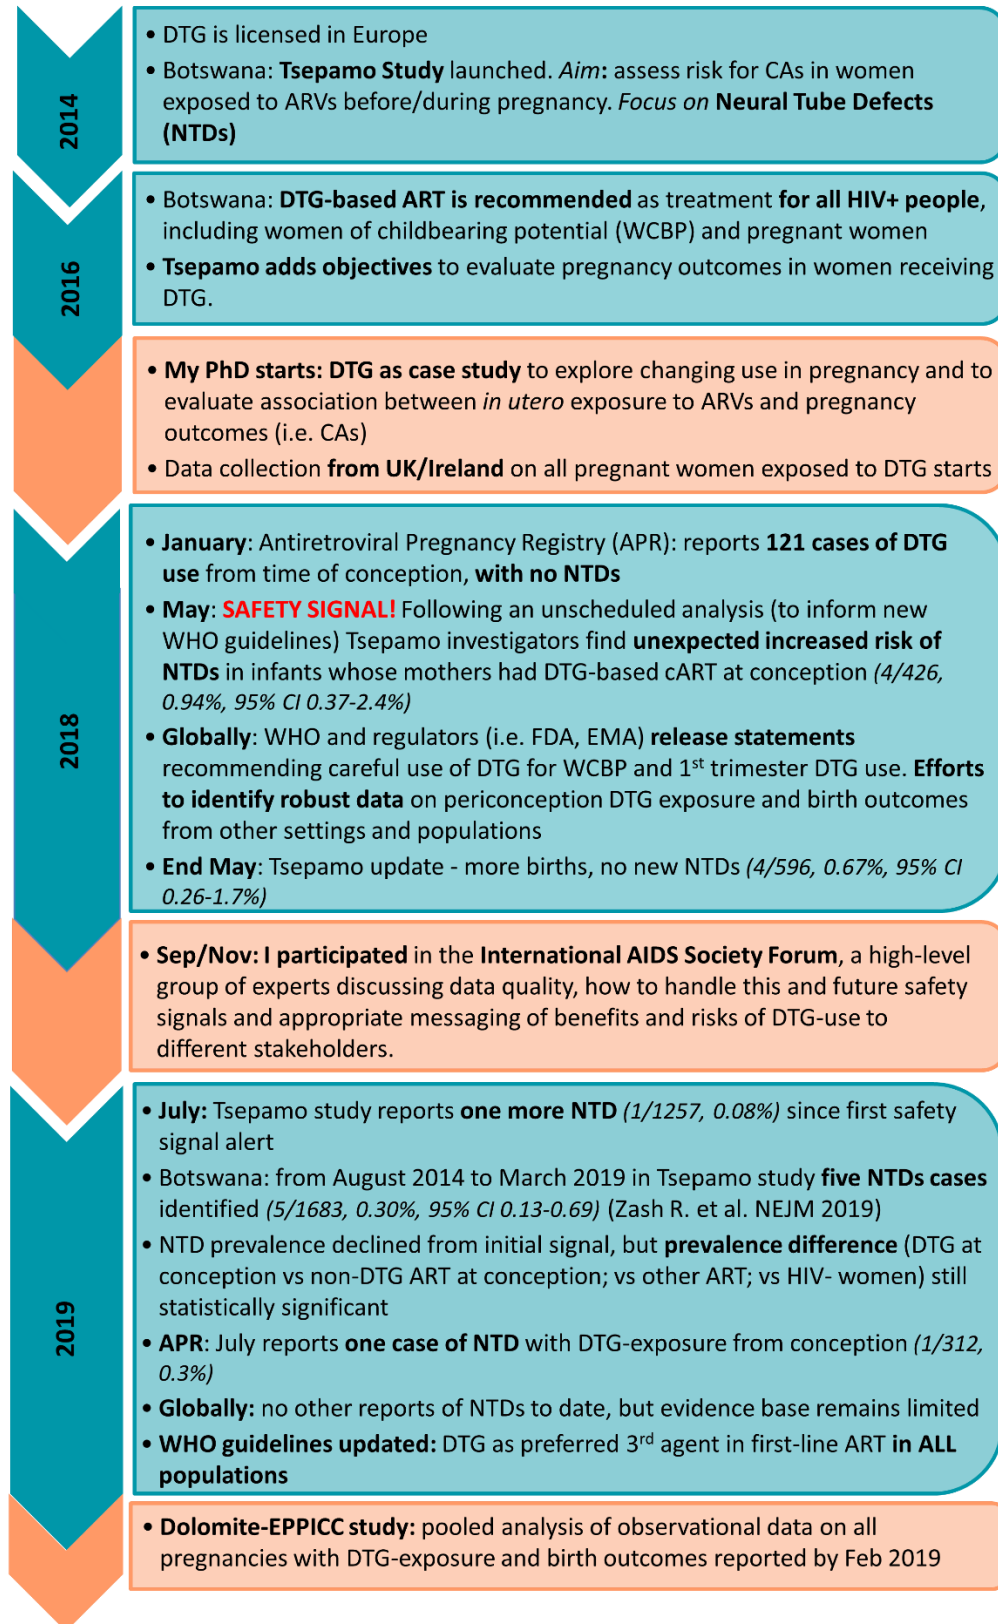 2014
• DTG is licensed in Europe
• Botswana: Tsepamo Study launched. Aim: assess risk for CAs in women
exposed to ARVs before/during pregnancy. Focus on Neural Tube Defects
(NTDs)
2016
• Botswana: DTG-based ART is recommended as treatment for all HIV+ people,
including women of childbearing potential (WCBP) and pregnant women
• Tsepamo adds objectives to evaluate pregnancy outcomes in women receiving
DTG.
• My PhD starts: DTG as case study to explore changing use in pregnancy and to
evaluate association between in utero exposure to ARVs and pregnancy
outcomes (i.e. CAs)
• Data collection from UK/Ireland on all pregnant women exposed to DTG starts
2018
• January: Antiretroviral Pregnancy Registry (APR): reports 121 cases of DTG
use from time of conception, with no NTDs
• May: SAFETY SIGNAL! Following an unscheduled analysis (to inform new
WHO guidelines) Tsepamo investigators find unexpected increased risk of
NTDs in infants whose mothers had DTG-based cART at conception (4/426,
0.94%, 95% CI 0.37-2.4%)
• Globally: WHO and regulators (i.e. FDA, EMA) release statements
recommending careful use of DTG for WCBP and 1st trimester DTG use. Efforts
to identify robust data on periconception DTG exposure and birth outcomes
from other settings and populations
• End May: Tsepamo update - more births, no new NTDs (4/596, 0.67%, 95% CI
0.26-1.7%)
• Sep/Nov: I participated in the International AIDS Society Forum, a high-level
group of experts discussing data quality, how to handle this and future safety
signals and appropriate messaging of benefits and risks of DTG-use to
different stakeholders.
2019
• July: Tsepamo study reports one more NTD (1/1257, 0.08%) since first safety
signal alert
• Botswana: from August 2014 to March 2019 in Tsepamo study five NTDs cases
identified (5/1683, 0.30%, 95% CI 0.13-0.69) (Zash R. et al. NEJM 2019)
• NTD prevalence declined from initial signal, but prevalence difference (DTG at
conception vs non-DTG ART at conception; vs other ART; vs HIV- women) still
statistically significant
• APR: July reports one case of NTD with DTG-exposure from conception (1/312,
0.3%)
• Globally: no other reports of NTDs to date, but evidence base remains limited
• WHO guidelines updated: DTG as preferred 3rd agent in first-line ART in ALL
populations
• Dolomite-EPPICC study: pooled analysis of observational data on all
pregnancies with DTG-exposure and birth outcomes reported by Feb 2019